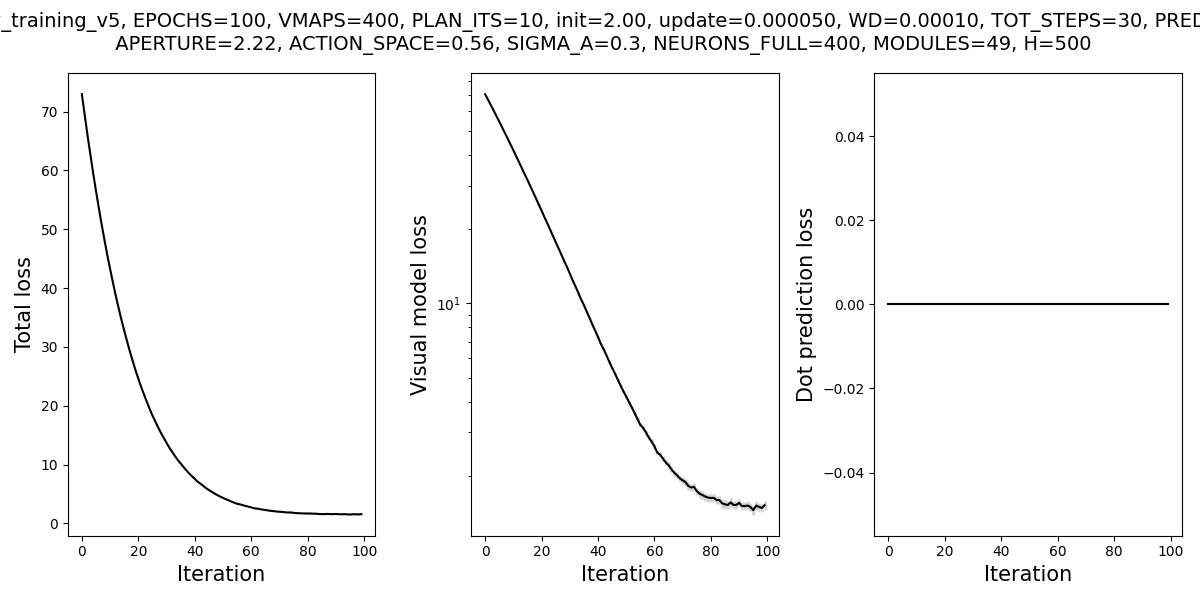 _training_v5, EPOCHS=100, VMAPS=400, PLAN_ITS=10, init=2.00, update=0.000050, WD=0.00010, TOT_STEPS=30, PRED
APERTURE=2.22, ACTION_SPACE=0.56, SIGMA_A=0.3, NEURONS_FULL=400, MODULES=49, H=500
Total loss
70
60
50
40
30
20
10
0
0 20 40 60 80 100
Iteration
Visual model loss
10^1
0 20 40 60 80 100
Iteration
Dot prediction loss
0.04
0.02
0.00
−0.02
−0.04
0 20 40 60 80 100
Iteration